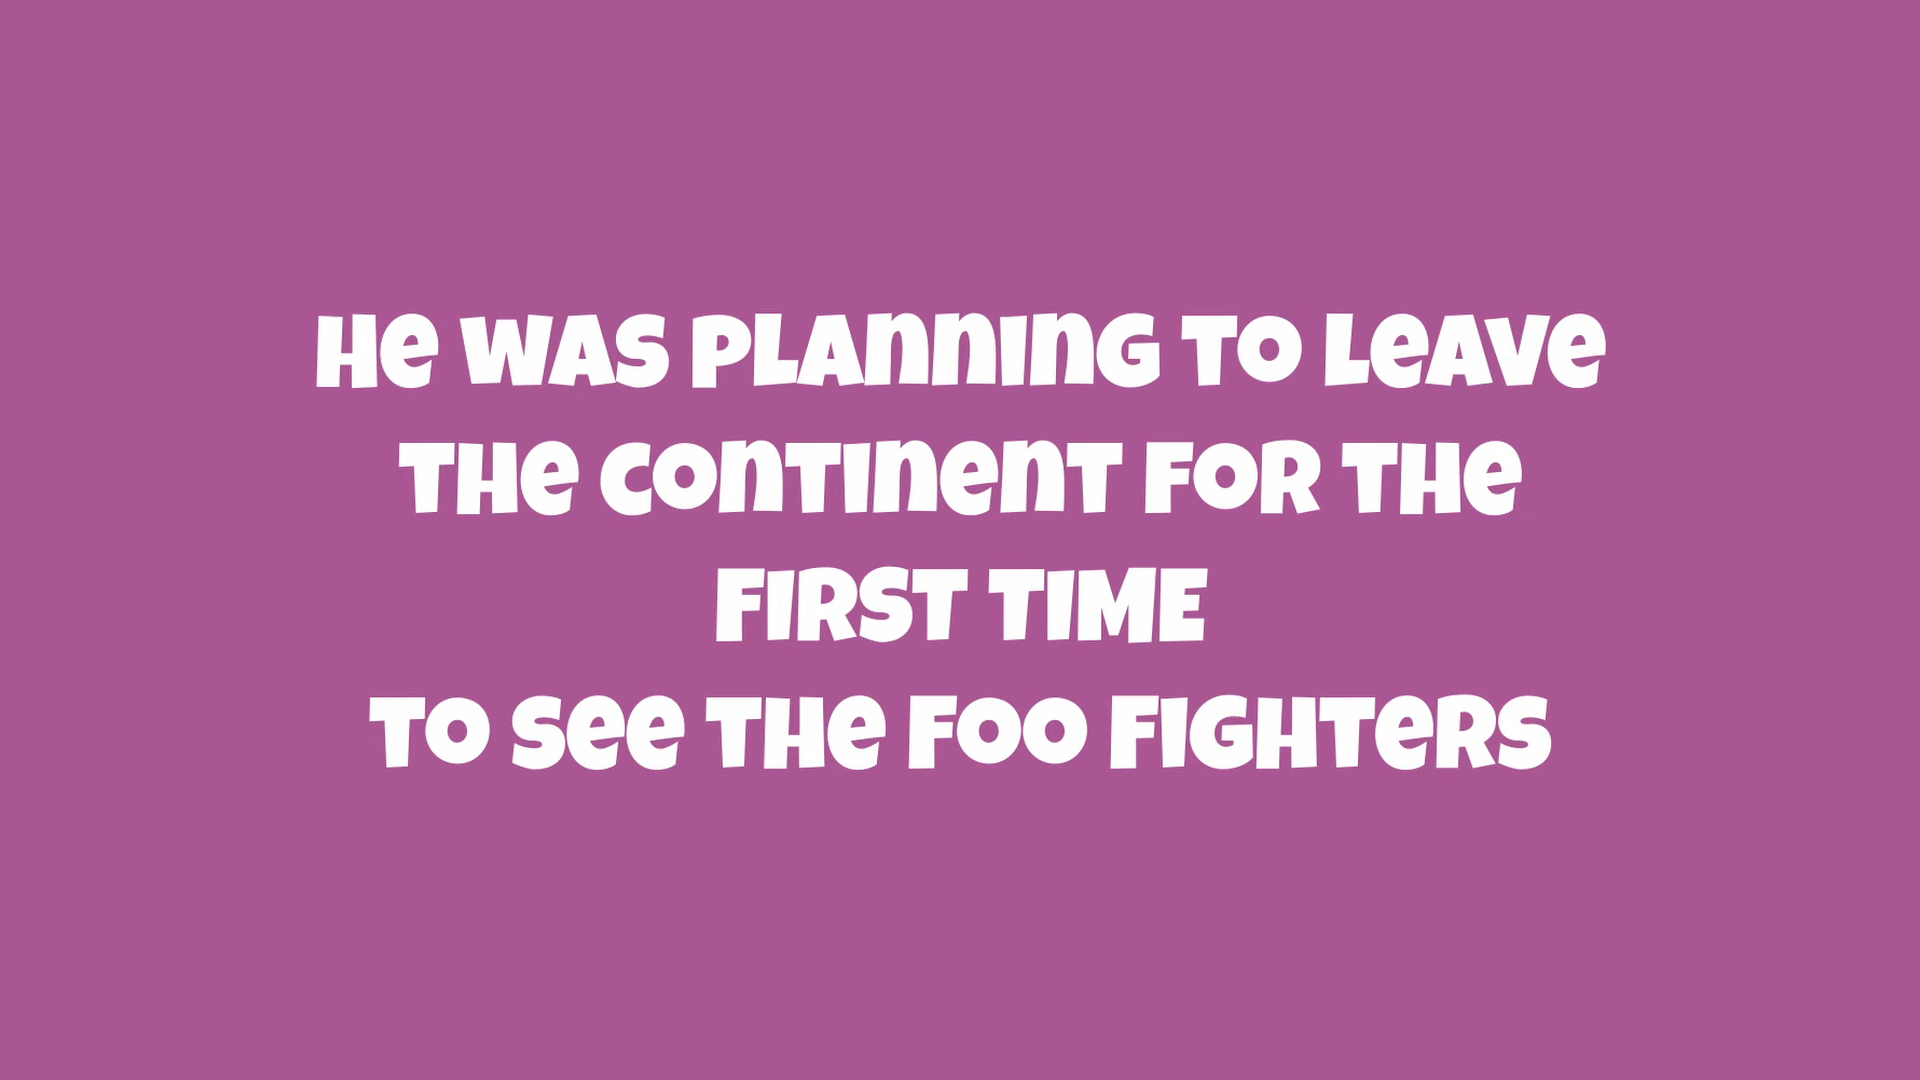 He was planning to leave
the continent for the
FIRST TIME
to see the Foo Fighters